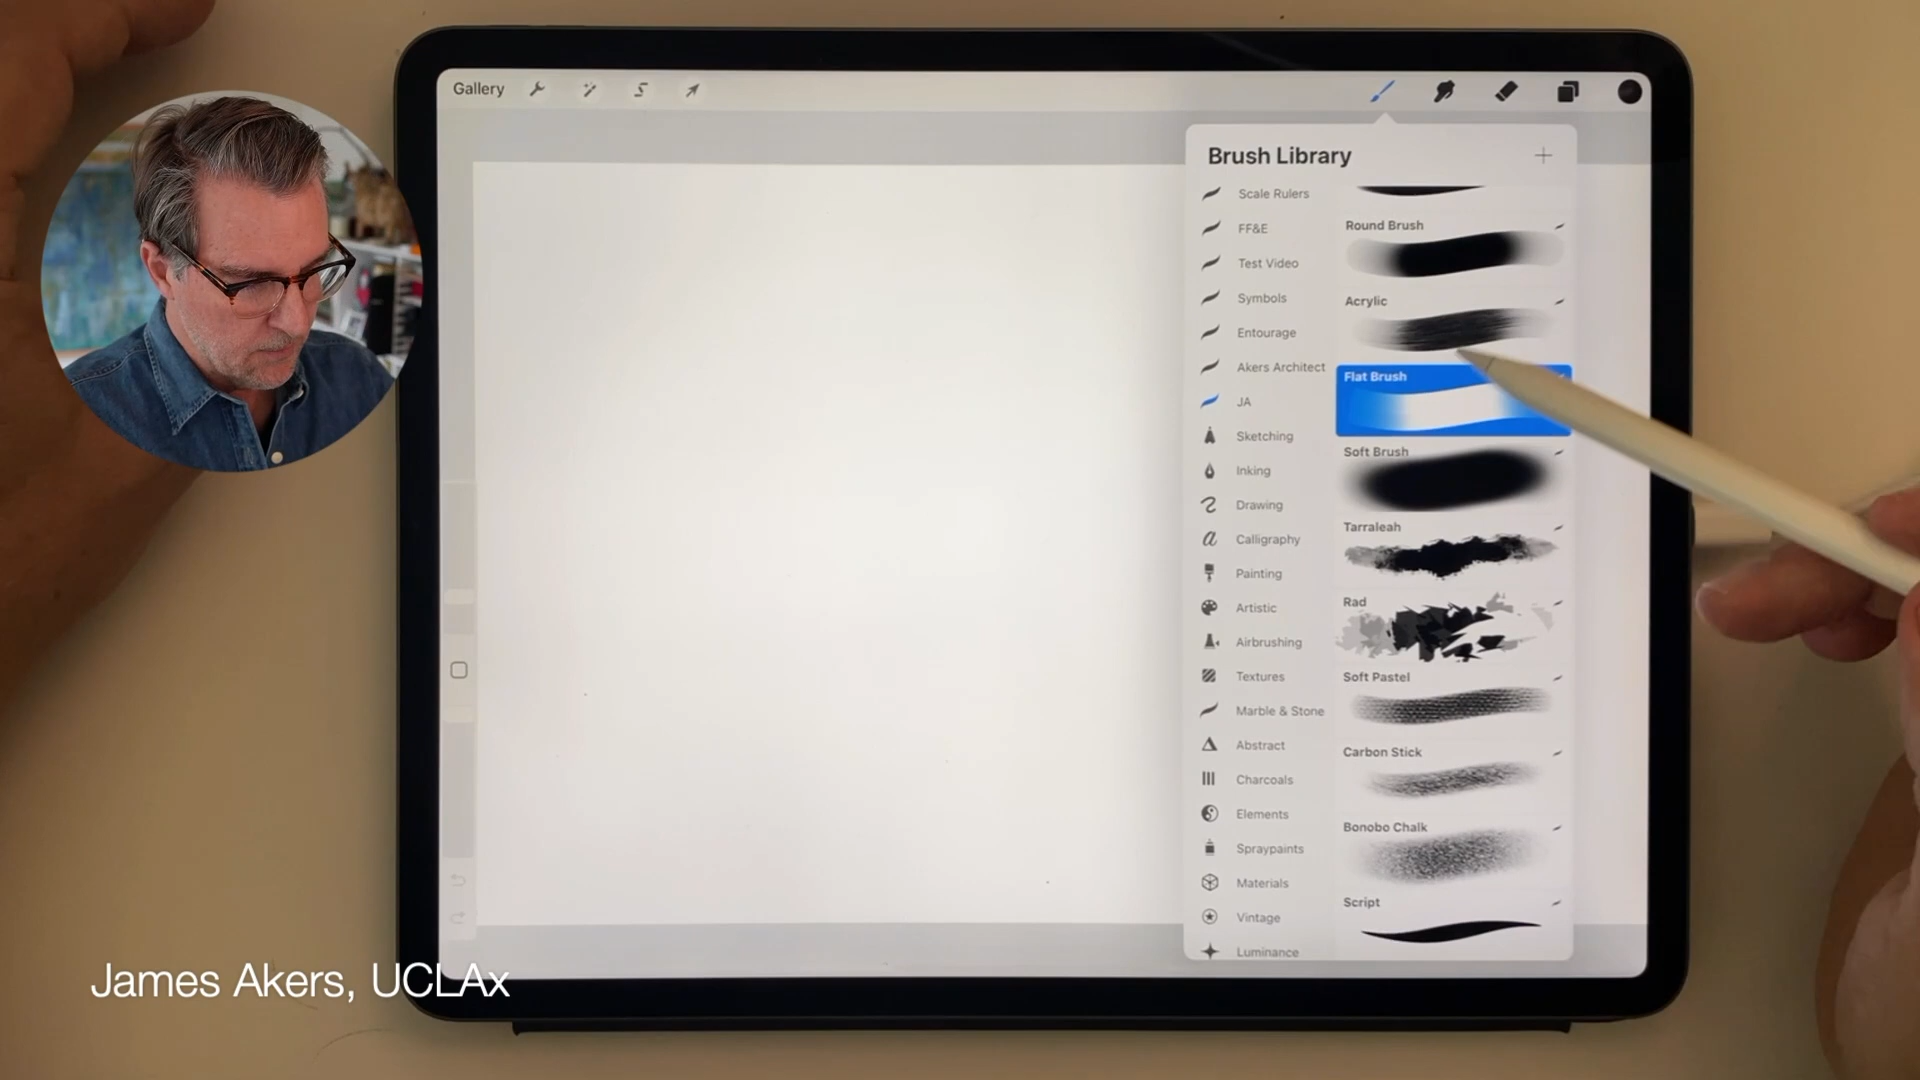 Gallery
Brush Library
Scale Rulers
FF&E
Test Video
Symbols
Entourage
Akers Architect
JA
Sketching
Inking
Drawing
Calligraphy
Painting
Artistic
Airbrushing
Textures
Marble & Stone
Abstract
Charcoals
Elements
Spraypaints
Materials
Vintage
Luminance
Round Brush
Acrylic
Flat Brush
Soft Brush
Tarraleah
Rad
Soft Pastel
Carbon Stick
Bonobo Chalk
Script
James Akers, UCLAx